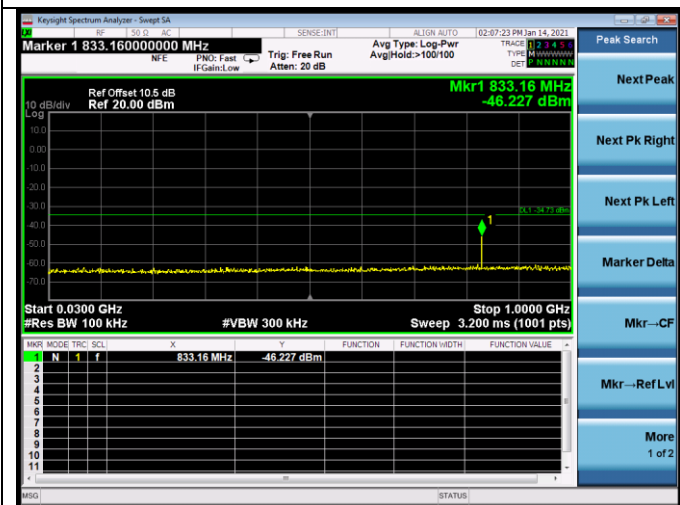 Keysight Spectrum Analyzer - Swept SA
LXI RF 50 Ω AC SENSE:INT ALIGN AUTO 02:07:23 PM Jan 14, 2021
Marker 1 833.160000000 MHz
NFE PNO: Fast Trig: Free Run Avg Type: Log-Pwr TRACE 1 2 3 4 5 6
IFGain:Low Atten: 20 dB Avg|Hold:>100/100 TYPE MWWWWW
DET P N N N N N
Ref Offset 10.5 dB Mkr1 833.16 MHz
10 dB/div Ref 20.00 dBm -46.227 dBm
Log
10.0
0.00
-10.0
-20.0
-30.0
DL1 -34.73 dBm
-40.0
1
-50.0
-60.0
-70.0
Start 0.0300 GHz Stop 1.0000 GHz
#Res BW 100 kHz #VBW 300 kHz Sweep 3.200 ms (1001 pts)
MKR MODE TRC SCL X Y FUNCTION FUNCTION WIDTH FUNCTION VALUE
1 N 1 f 833.16 MHz -46.227 dBm
2
3
4
5
6
7
8
9
10
11
MSG STATUS
Peak Search
Next Peak
Next Pk Right
Next Pk Left
Marker Delta
Mkr→CF
Mkr→Ref Lvl
More
1 of 2